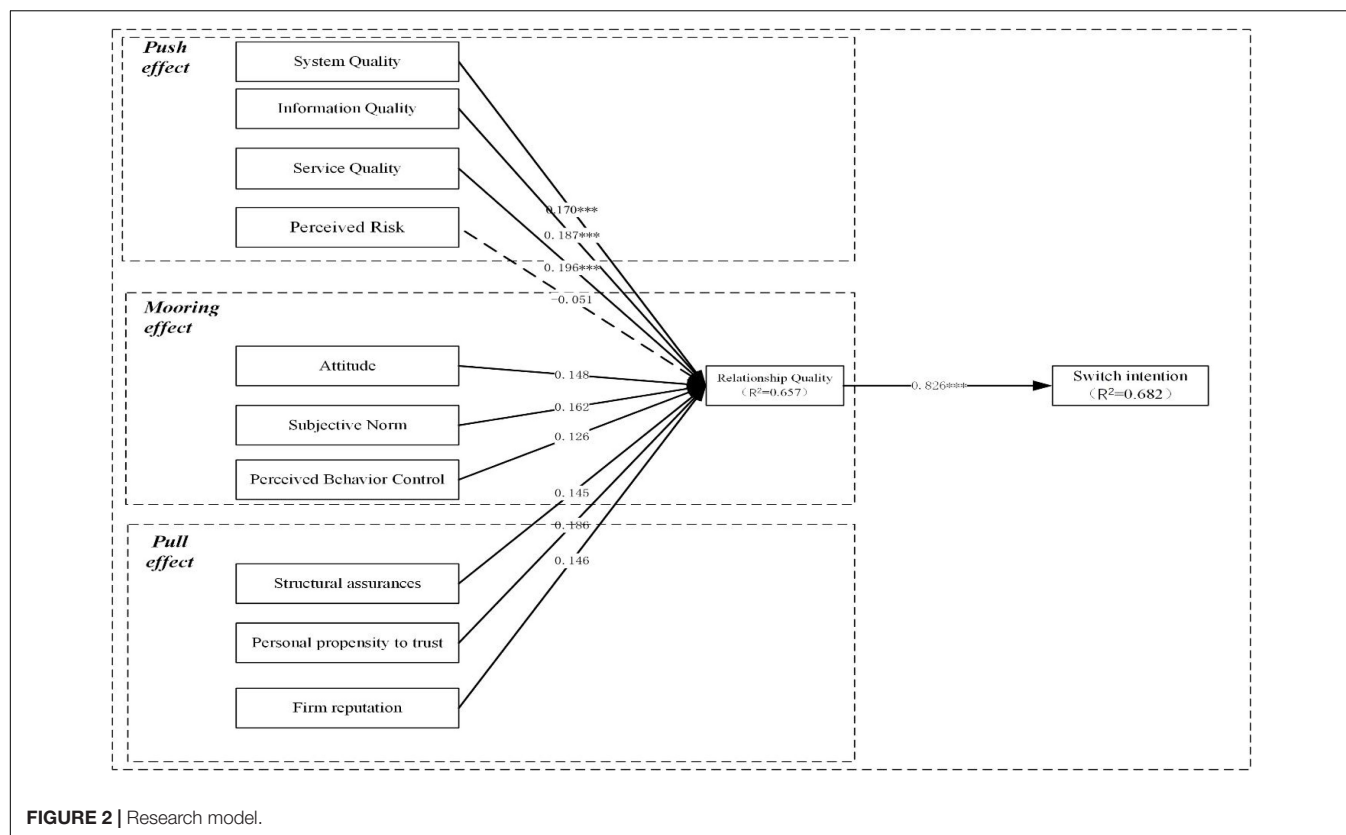 Push
effect
System Quality
Information Quality
Service Quality
Perceived Risk
0.170***
0.187***
0.196***
-0.051
Mooring
effect
Attitude
Subjective Norm
Perceived Behavior Control
0.148
0.162
0.126
Relationship Quality
(R²=0.657)
0.826***
Switch intention
(R²=0.682)
Pull
effect
Structural assurances
Personal propensity to trust
Firm reputation
0.145
0.186
0.146
FIGURE 2 | Research model.